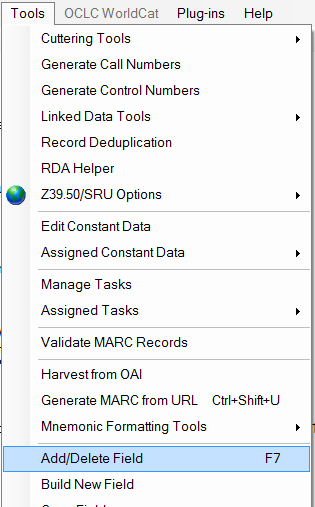 Tools OCLC WorldCat Plug-ins Help
Cuttering Tools
Generate Call Numbers
Generate Control Numbers
Linked Data Tools
Record Deduplication
RDA Helper
Z39.50/SRU Options
Edit Constant Data
Assigned Constant Data
Manage Tasks
Assigned Tasks
Validate MARC Records
Harvest from OAI
Generate MARC from URL Ctrl+Shift+U
Mnemonic Formatting Tools
Add/Delete Field F7
Build New Field